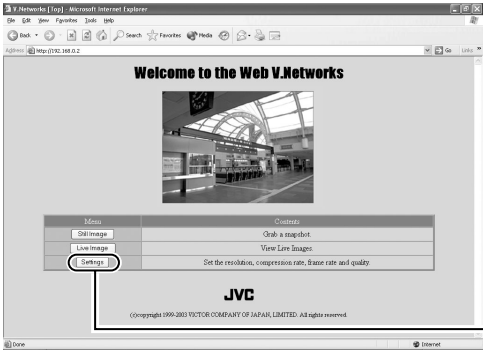 V.Networks [Top] - Microsoft Internet Explorer
File Edit View Favorites Tools Help
Back Search Favorites Media
Address http://192.168.0.2 Go Links
Welcome to the Web V.Networks
Menu Contents
Still Image Grab a snapshot.
Live Image View Live Images.
Settings Set the resolution, compression rate, frame rate and quality.
JVC
(c)copyright 1999-2003 VICTOR COMPANY OF JAPAN, LIMITED. All rights reserved.
Done Internet